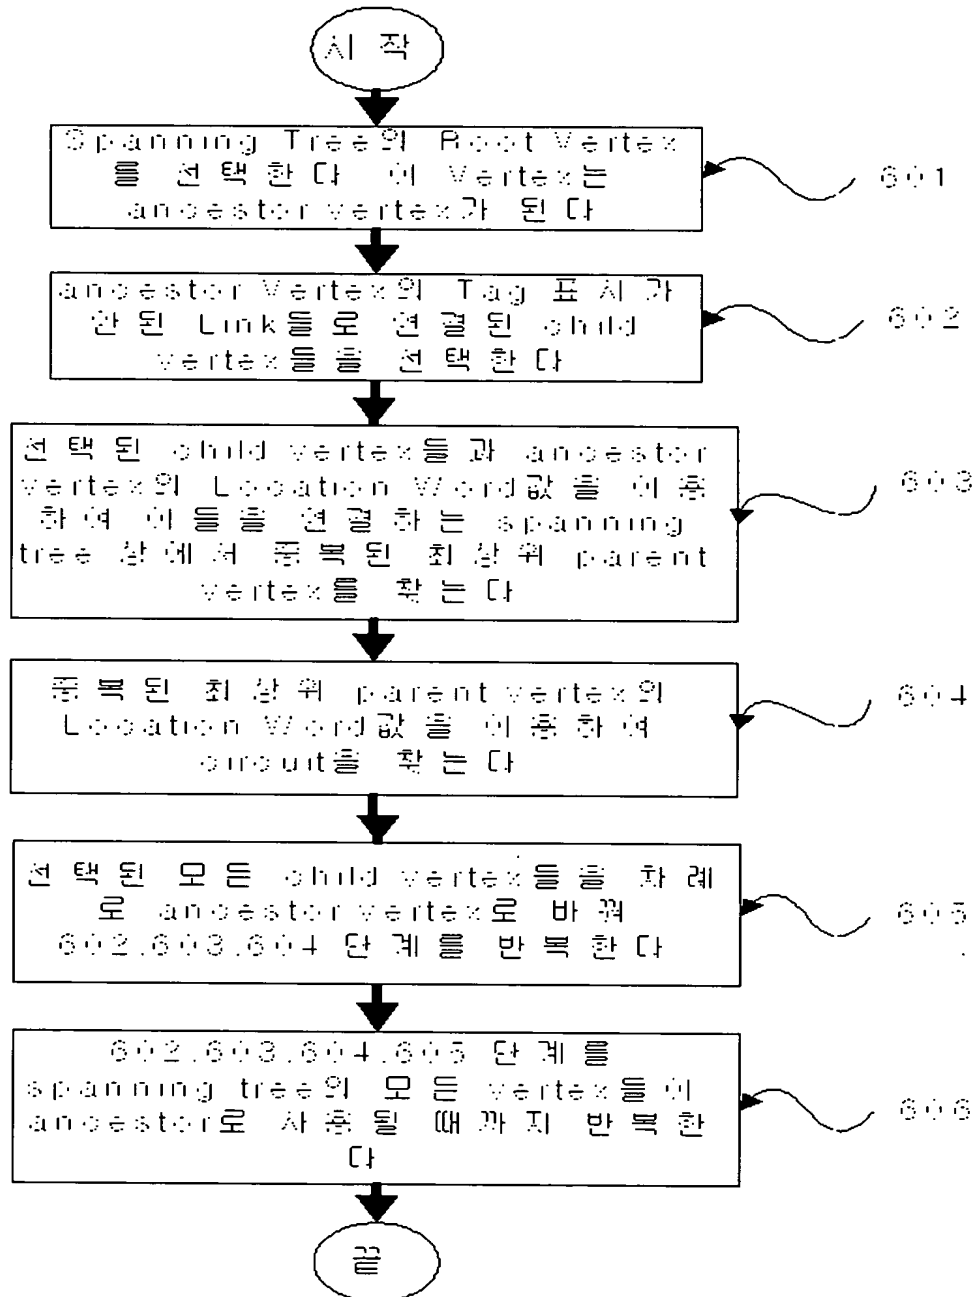 시작
Spanning Tree의 Root Vertex
를 선택한다 이 Vertex는
ancestor vertex가 된다
601
ancestor Vertex의 Tag 표시가
안된 Link들로 연결된 child
vertex들을 선택한다
602
선택된 child vertex들과 ancestor
vertex의 Location Word값을 이용
하여 이들을 연결하는 spanning
tree 상에서 중복된 최상위 parent
vertex를 찾는다
603
중복된 최상위 parent vertex의
Location Word값을 이용하여
circuit을 찾는다
604
선택된 모든 child vertex들을 차례
로 ancestor vertex로 바꿔
602,603,604 단계를 반복한다
605
602,603,604,605 단계를
spanning tree의 모든 vertex들이
ancestor로 사용될 때까지 반복한
다
606
끝